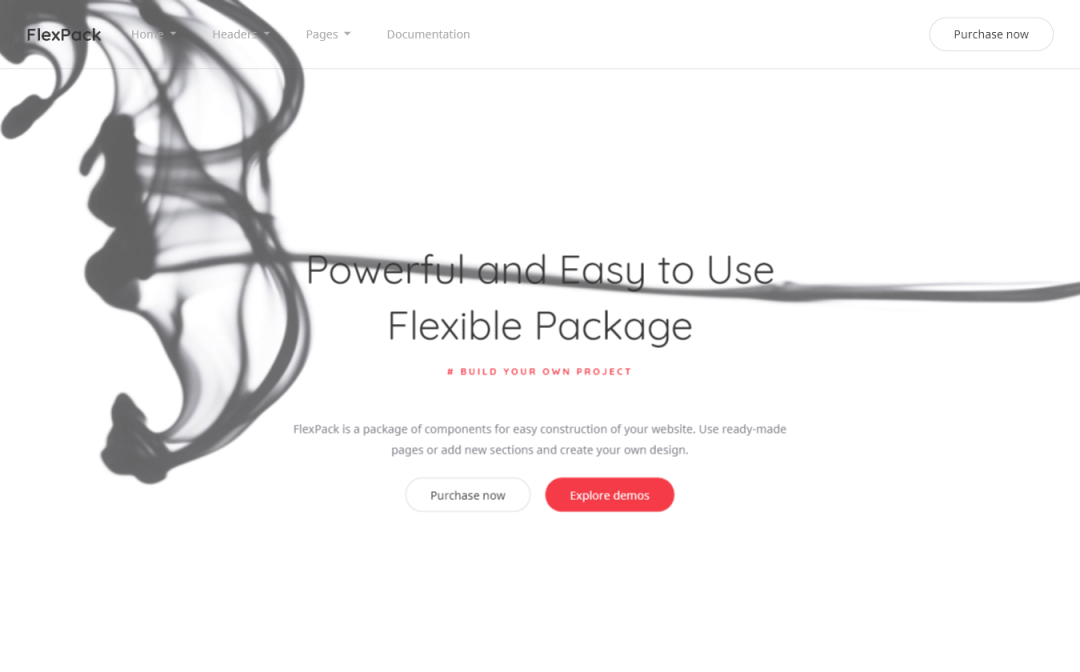 FlexPack
Home
Headers
Pages
Documentation
Purchase now
Powerful and Easy to Use
Flexible Package
# BUILD YOUR OWN PROJECT
FlexPack is a package of components for easy construction of your website. Use ready-made
pages or add new sections and create your own design.
Purchase now
Explore demos